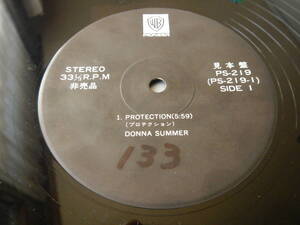 STEREO
33⅓R.P.M
非売品
見本盤
PS-219
(PS-219-1)
SIDE 1
1. PROTECTION(5:59)
(プロテクション)
DONNA SUMMER
133